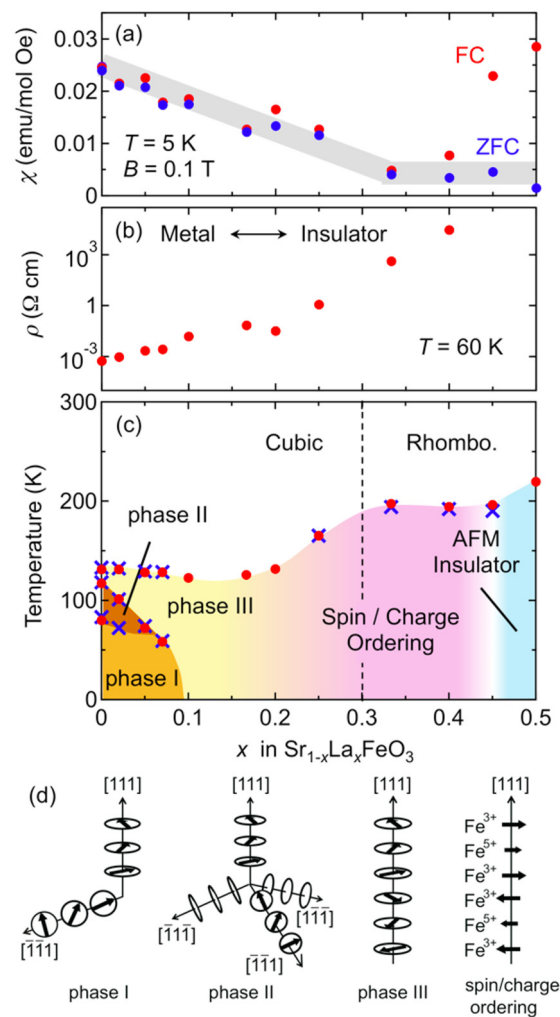 (a)
FC
ZFC
T = 5 K
B = 0.1 T
χ (emu/mol Oe)
0.03
0.02
0.01
0
(b)
Metal ⟷ Insulator
T = 60 K
ρ (Ω cm)
10³
1
10⁻³
(c)
Cubic
Rhombo.
phase II
phase III
AFM
Insulator
Spin / Charge
Ordering
phase I
Temperature (K)
300
200
100
0
0 0.1 0.2 0.3 0.4 0.5
x in Sr₁₋ₓLaₓFeO₃
(d)
[111] [111] [111] [111]
Fe³⁺
Fe⁵⁺
Fe³⁺
Fe³⁺
Fe⁵⁺
Fe³⁺
[1̄1̄1]
[1̄11̄]
[11̄1̄]
[1̄1̄1]
phase I phase II phase III spin/charge
ordering